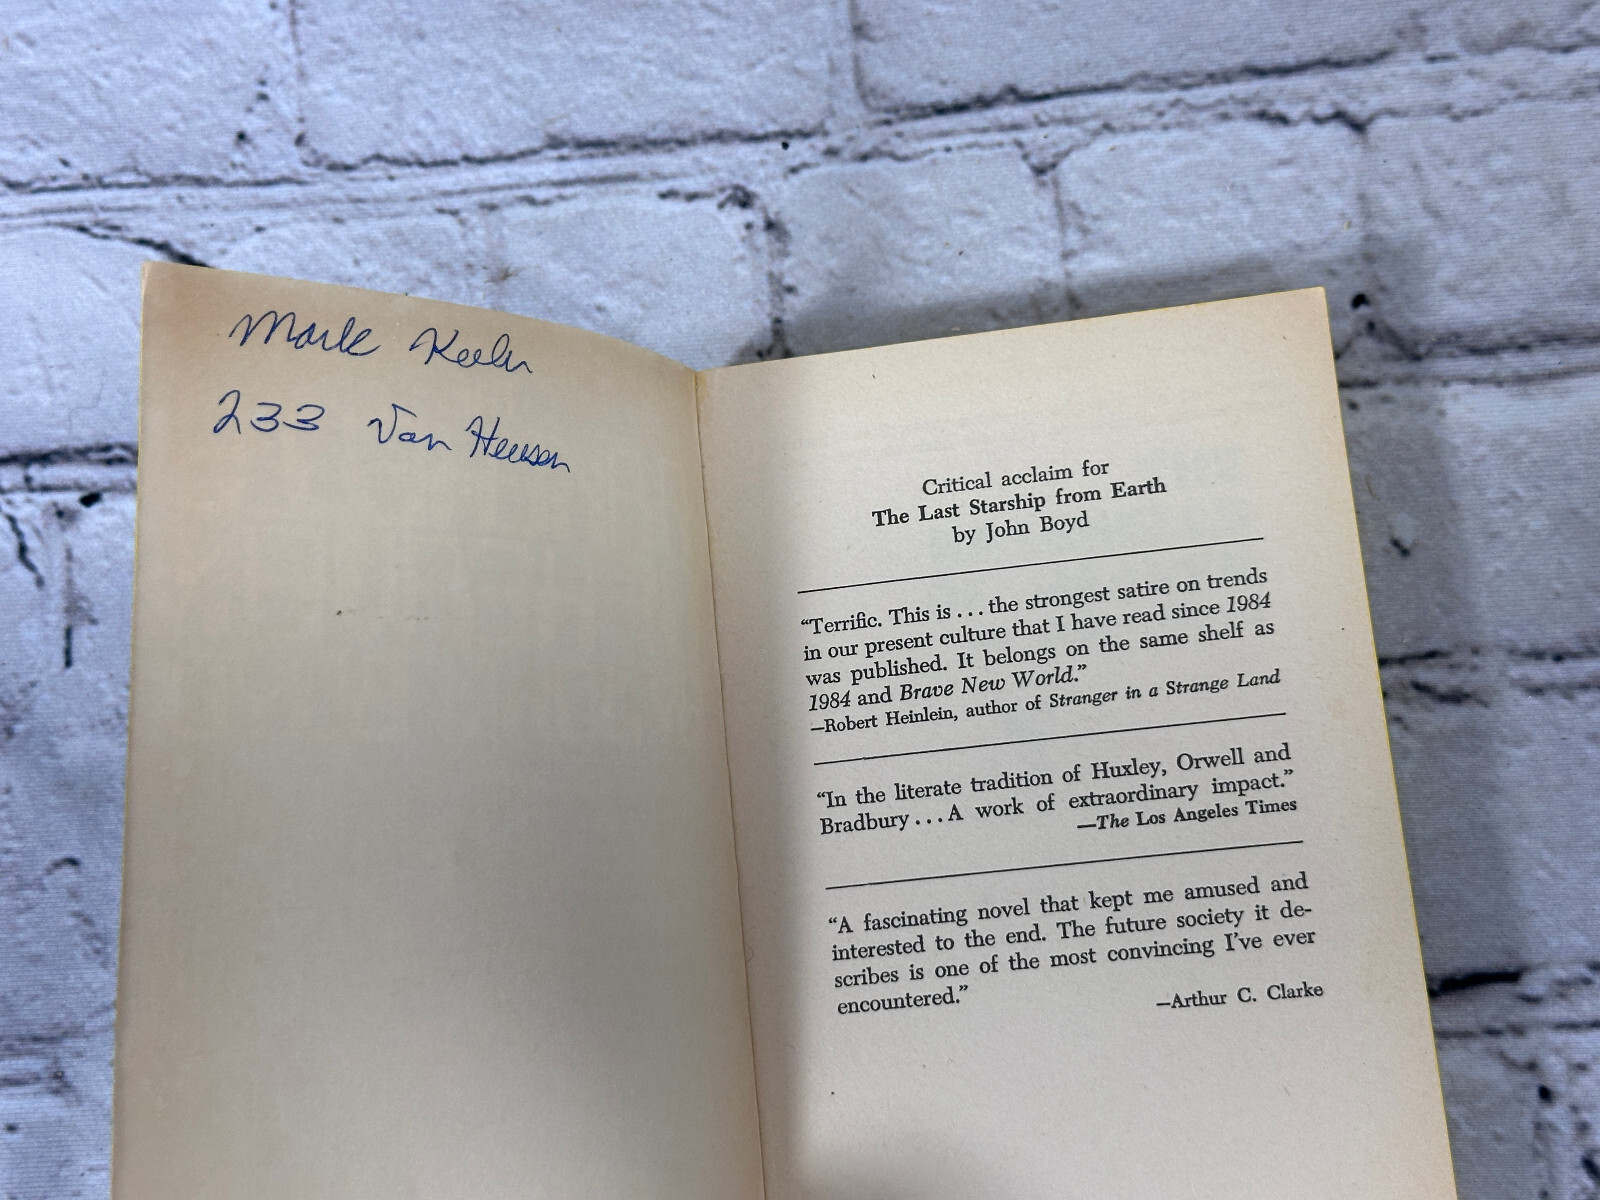 Mark Keeln
233 Van Heusen
Critical acclaim for
The Last Starship from Earth
by John Boyd
“Terrific. This is . . . the strongest satire on trends
in our present culture that I have read since 1984
was published. It belongs on the same shelf as
1984 and Brave New World.”
—Robert Heinlein, author of Stranger in a Strange Land
“In the literate tradition of Huxley, Orwell and
Bradbury . . . A work of extraordinary impact.”
—The Los Angeles Times
“A fascinating novel that kept me amused and
interested to the end. The future society it de-
scribes is one of the most convincing I’ve ever
encountered.”
—Arthur C. Clarke